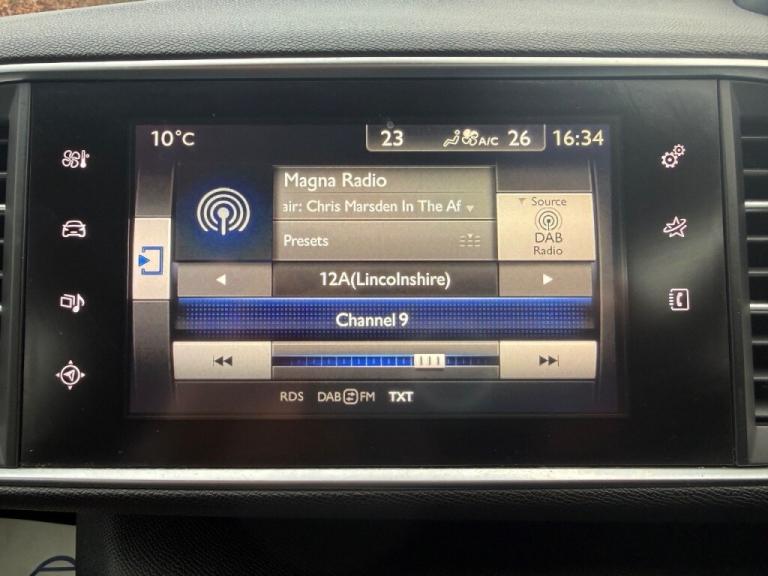 10°C 23 A/C 26 16:34
Magna Radio
air: Chris Marsden In The Af
Source
DAB
Radio
Presets
12A(Lincolnshire)
Channel 9
RDS DAB FM TXT